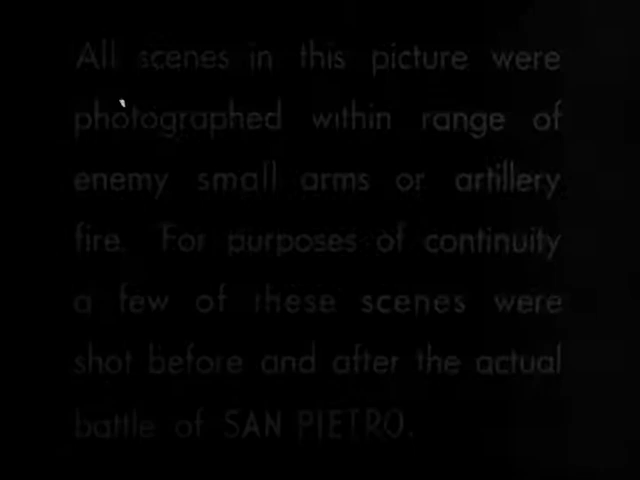 All scenes in this picture were
photographed within range of
enemy small arms or artillery
fire. For purposes of continuity
a few of these scenes were
shot before and after the actual
battle of SAN PIETRO.